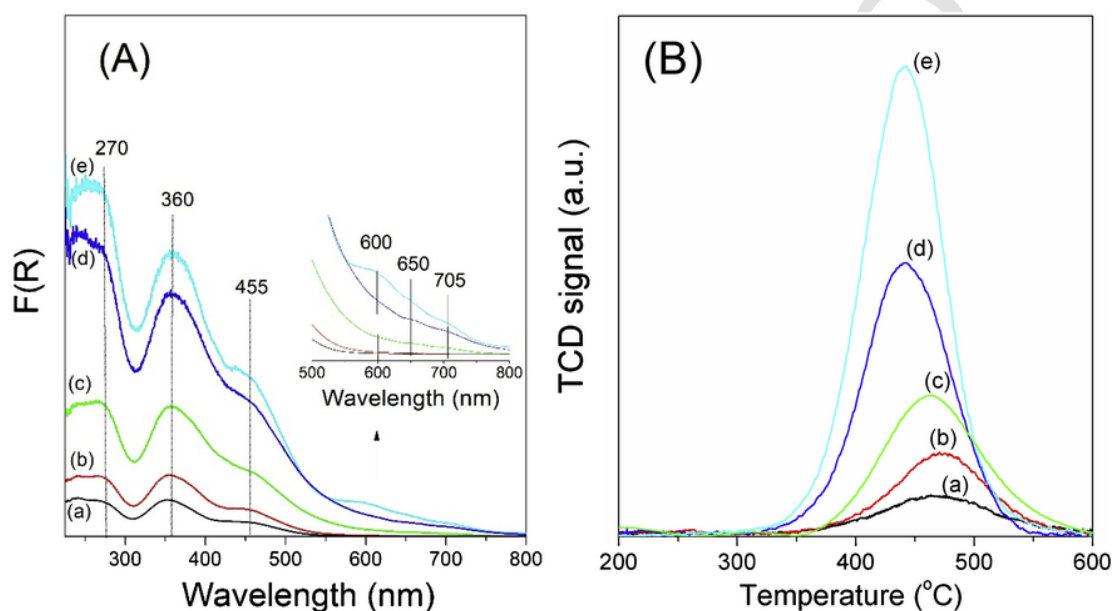 (A)
F(R)
(e)
(d)
(c)
(b)
(a)
270
360
455
600
650
705
500 600 700 800
Wavelength (nm)
300 400 500 600 700 800
Wavelength (nm)
(B)
TCD signal (a.u.)
(e)
(d)
(c)
(b)
(a)
200 300 400 500 600
Temperature (°C)